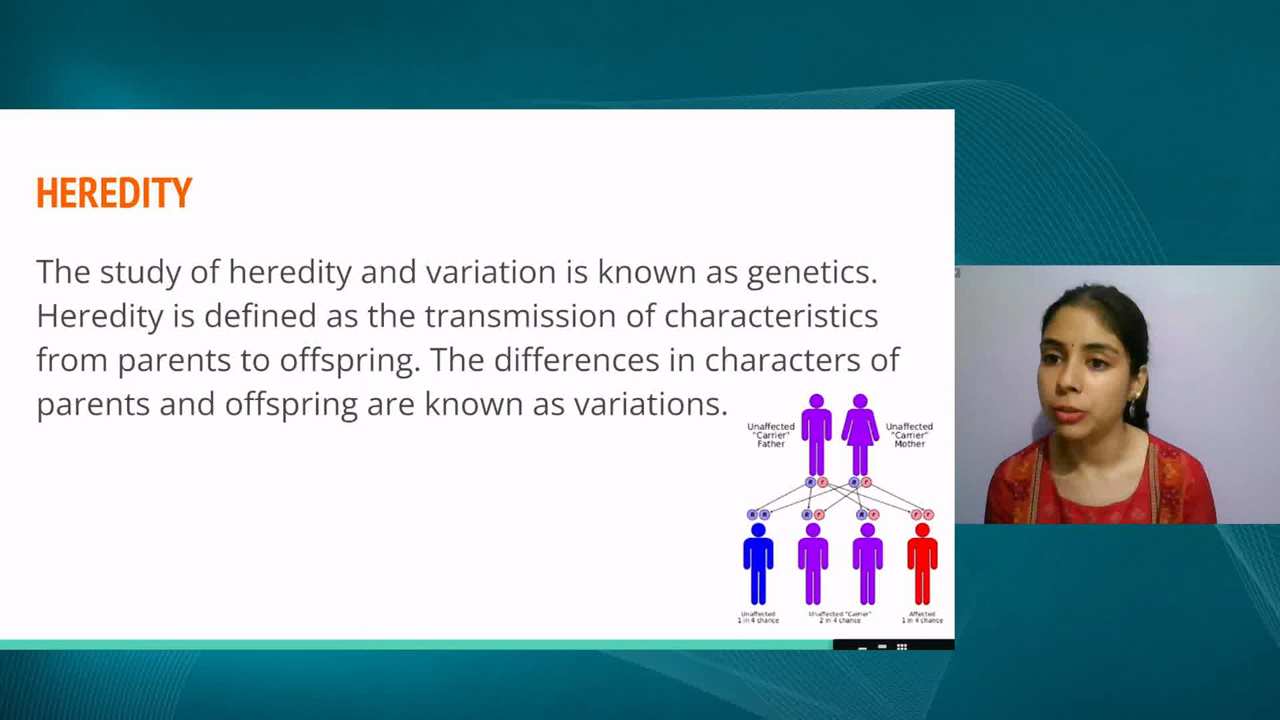 HEREDITY
The study of heredity and variation is known as genetics.
Heredity is defined as the transmission of characteristics
from parents to offspring. The differences in characters of
parents and offspring are known as variations.
Unaffected
"Carrier"
Father
Unaffected
"Carrier"
Mother
R r R r
R R R r R r r r
Unaffected
1 in 4 chance
Unaffected "Carrier"
2 in 4 chance
Affected
1 in 4 chance